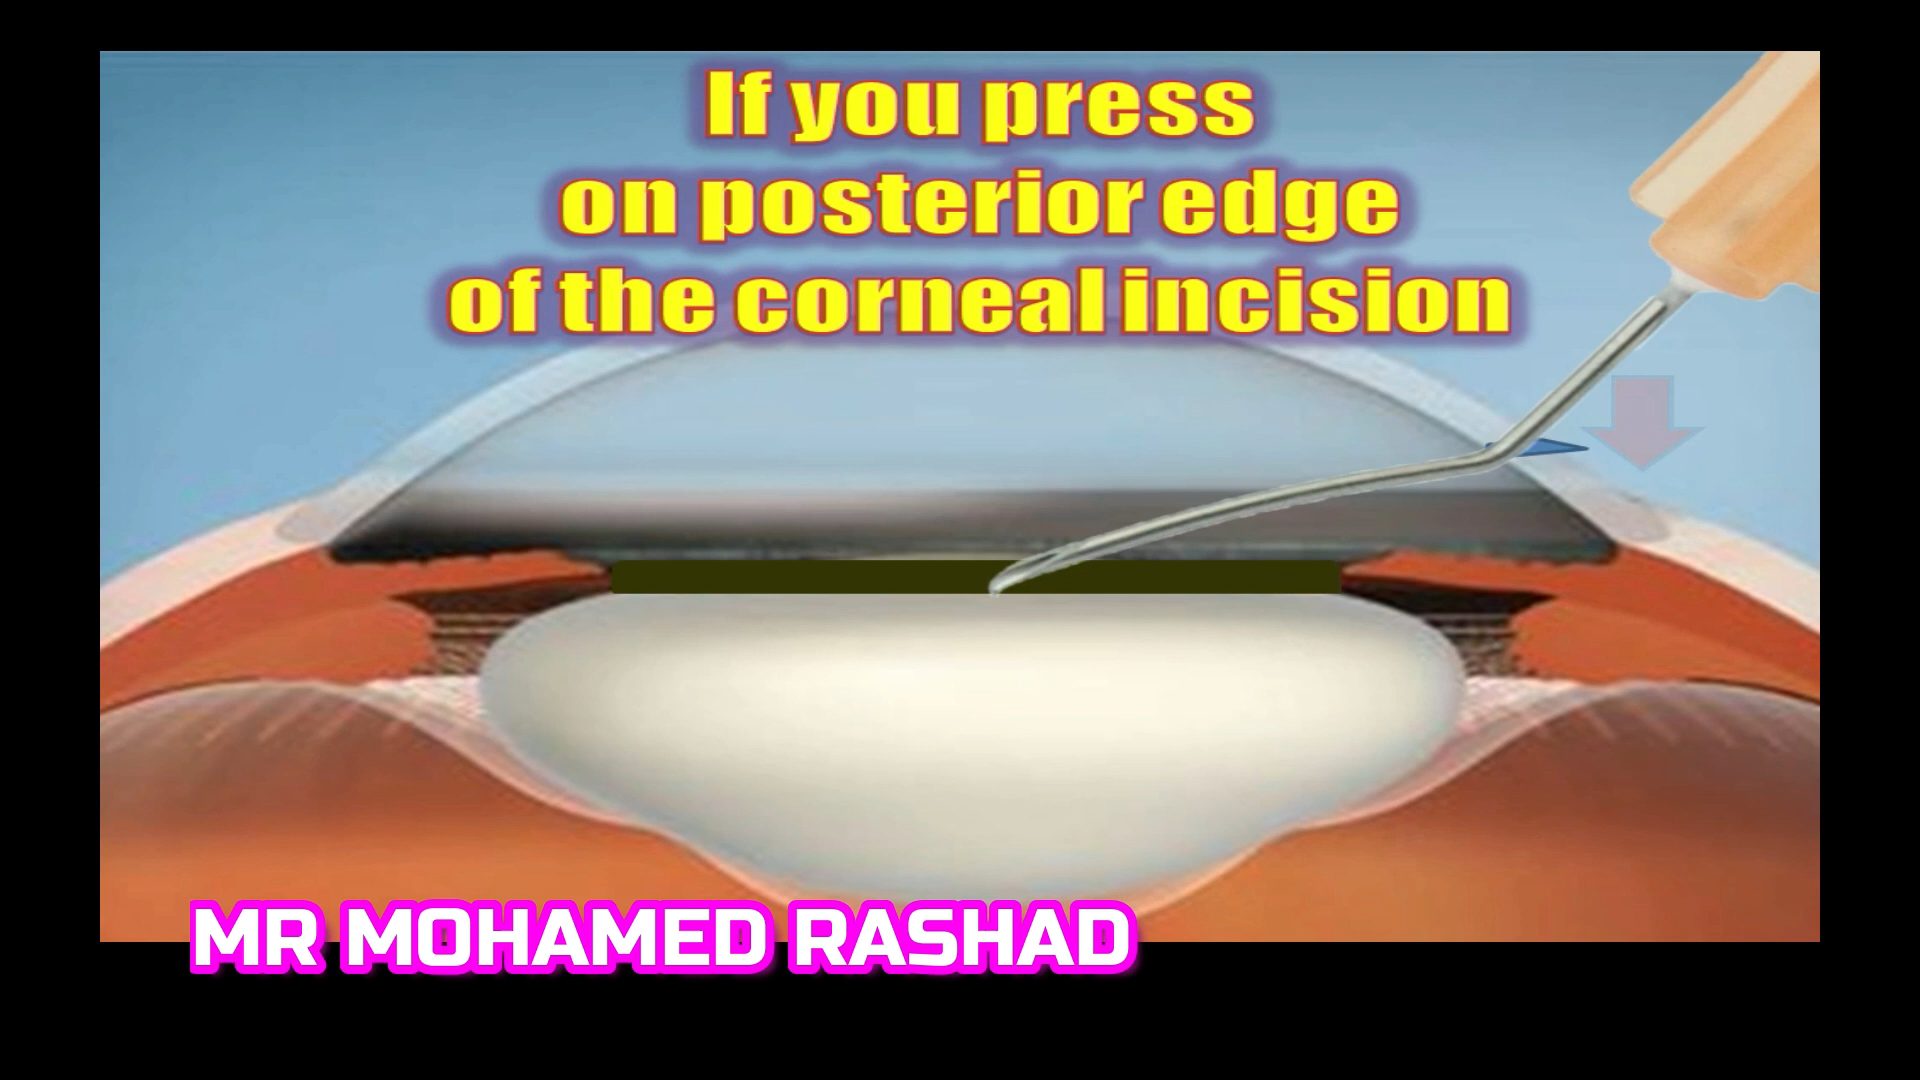 If you press
on posterior edge
of the corneal incision
MR MOHAMED RASHAD